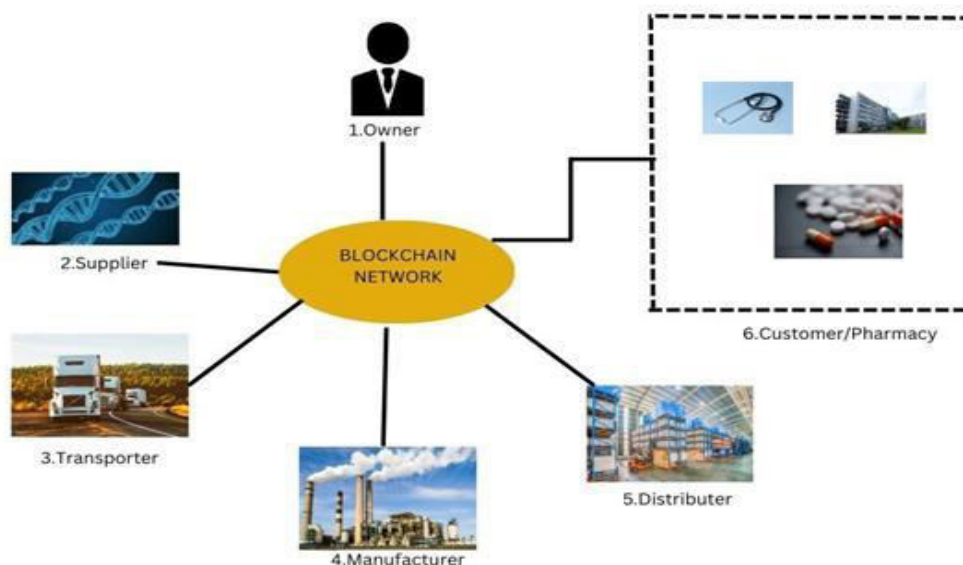 1.Owner
BLOCKCHAIN
NETWORK
2.Supplier
6.Customer/Pharmacy
3.Transporter
5.Distributer
4.Manufacturer